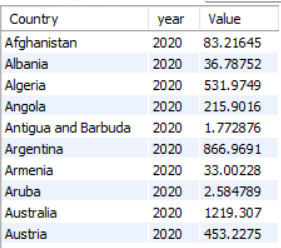 Country year Value
Afghanistan 2020 83.21645
Albania 2020 36.78752
Algeria 2020 531.9749
Angola 2020 215.9016
Antigua and Barbuda 2020 1.772876
Argentina 2020 866.9691
Armenia 2020 33.00228
Aruba 2020 2.584789
Australia 2020 1219.307
Austria 2020 453.2275